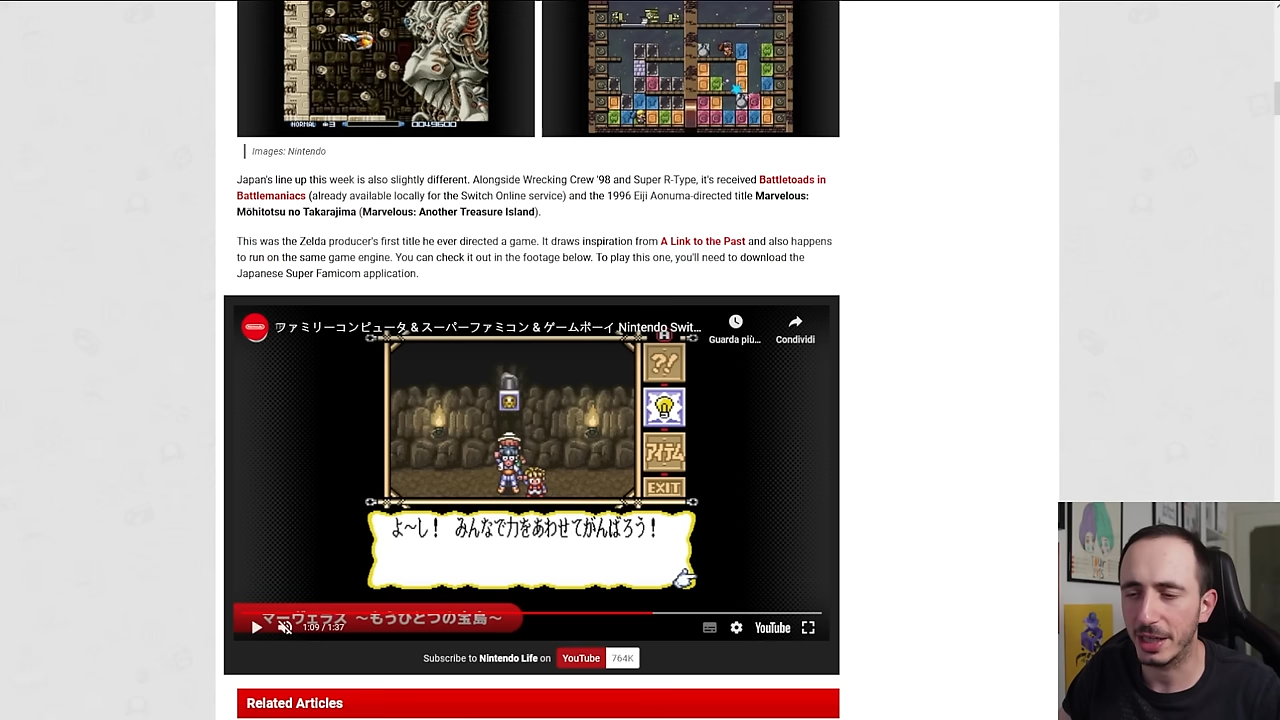 NORMAL #3 0049600
Images: Nintendo
Japan's line up this week is also slightly different. Alongside Wrecking Crew '98 and Super R-Type, it's received Battletoads in
Battlemaniacs (already available locally for the Switch Online service) and the 1996 Eiji Aonuma-directed title Marvelous:
Mōhitotsu no Takarajima (Marvelous: Another Treasure Island).
This was the Zelda producer's first title he ever directed a game. It draws inspiration from A Link to the Past and also happens
to run on the same game engine. You can check it out in the footage below. To play this one, you'll need to download the
Japanese Super Famicom application.
ファミリーコンピュータ & スーパーファミコン & ゲームボーイ Nintendo Swit...
Guarda più...
Condividi
?!
アイテム
EXIT
よ〜し! みんなで力をあわせてがんばろう!
マーヴェラス 〜もうひとつの宝島〜
1:09 / 1:37
YouTube
Subscribe to Nintendo Life on YouTube 764K
Related Articles